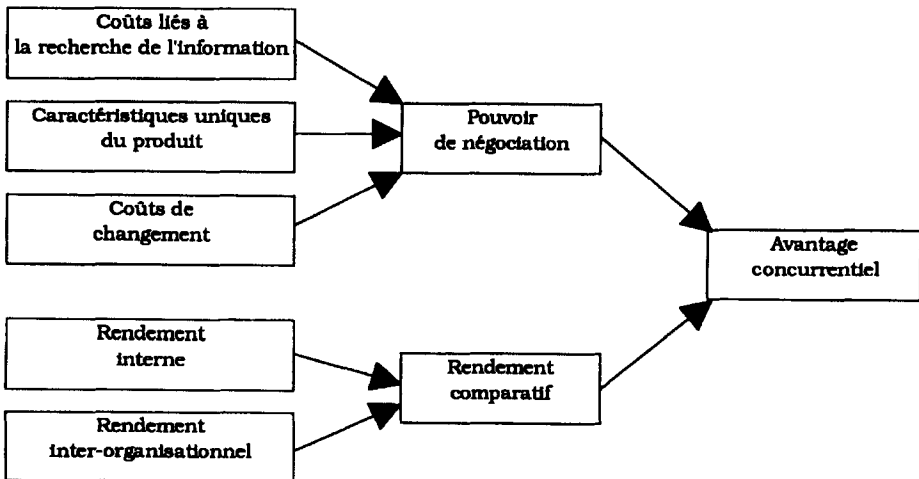 Coûts liés à
la recherche de l'information
Caractéristiques uniques
du produit
Coûts de
changement
Pouvoir
de négociation
Avantage
concurrentiel
Rendement
interne
Rendement
inter-organisationnel
Rendement
comparatif